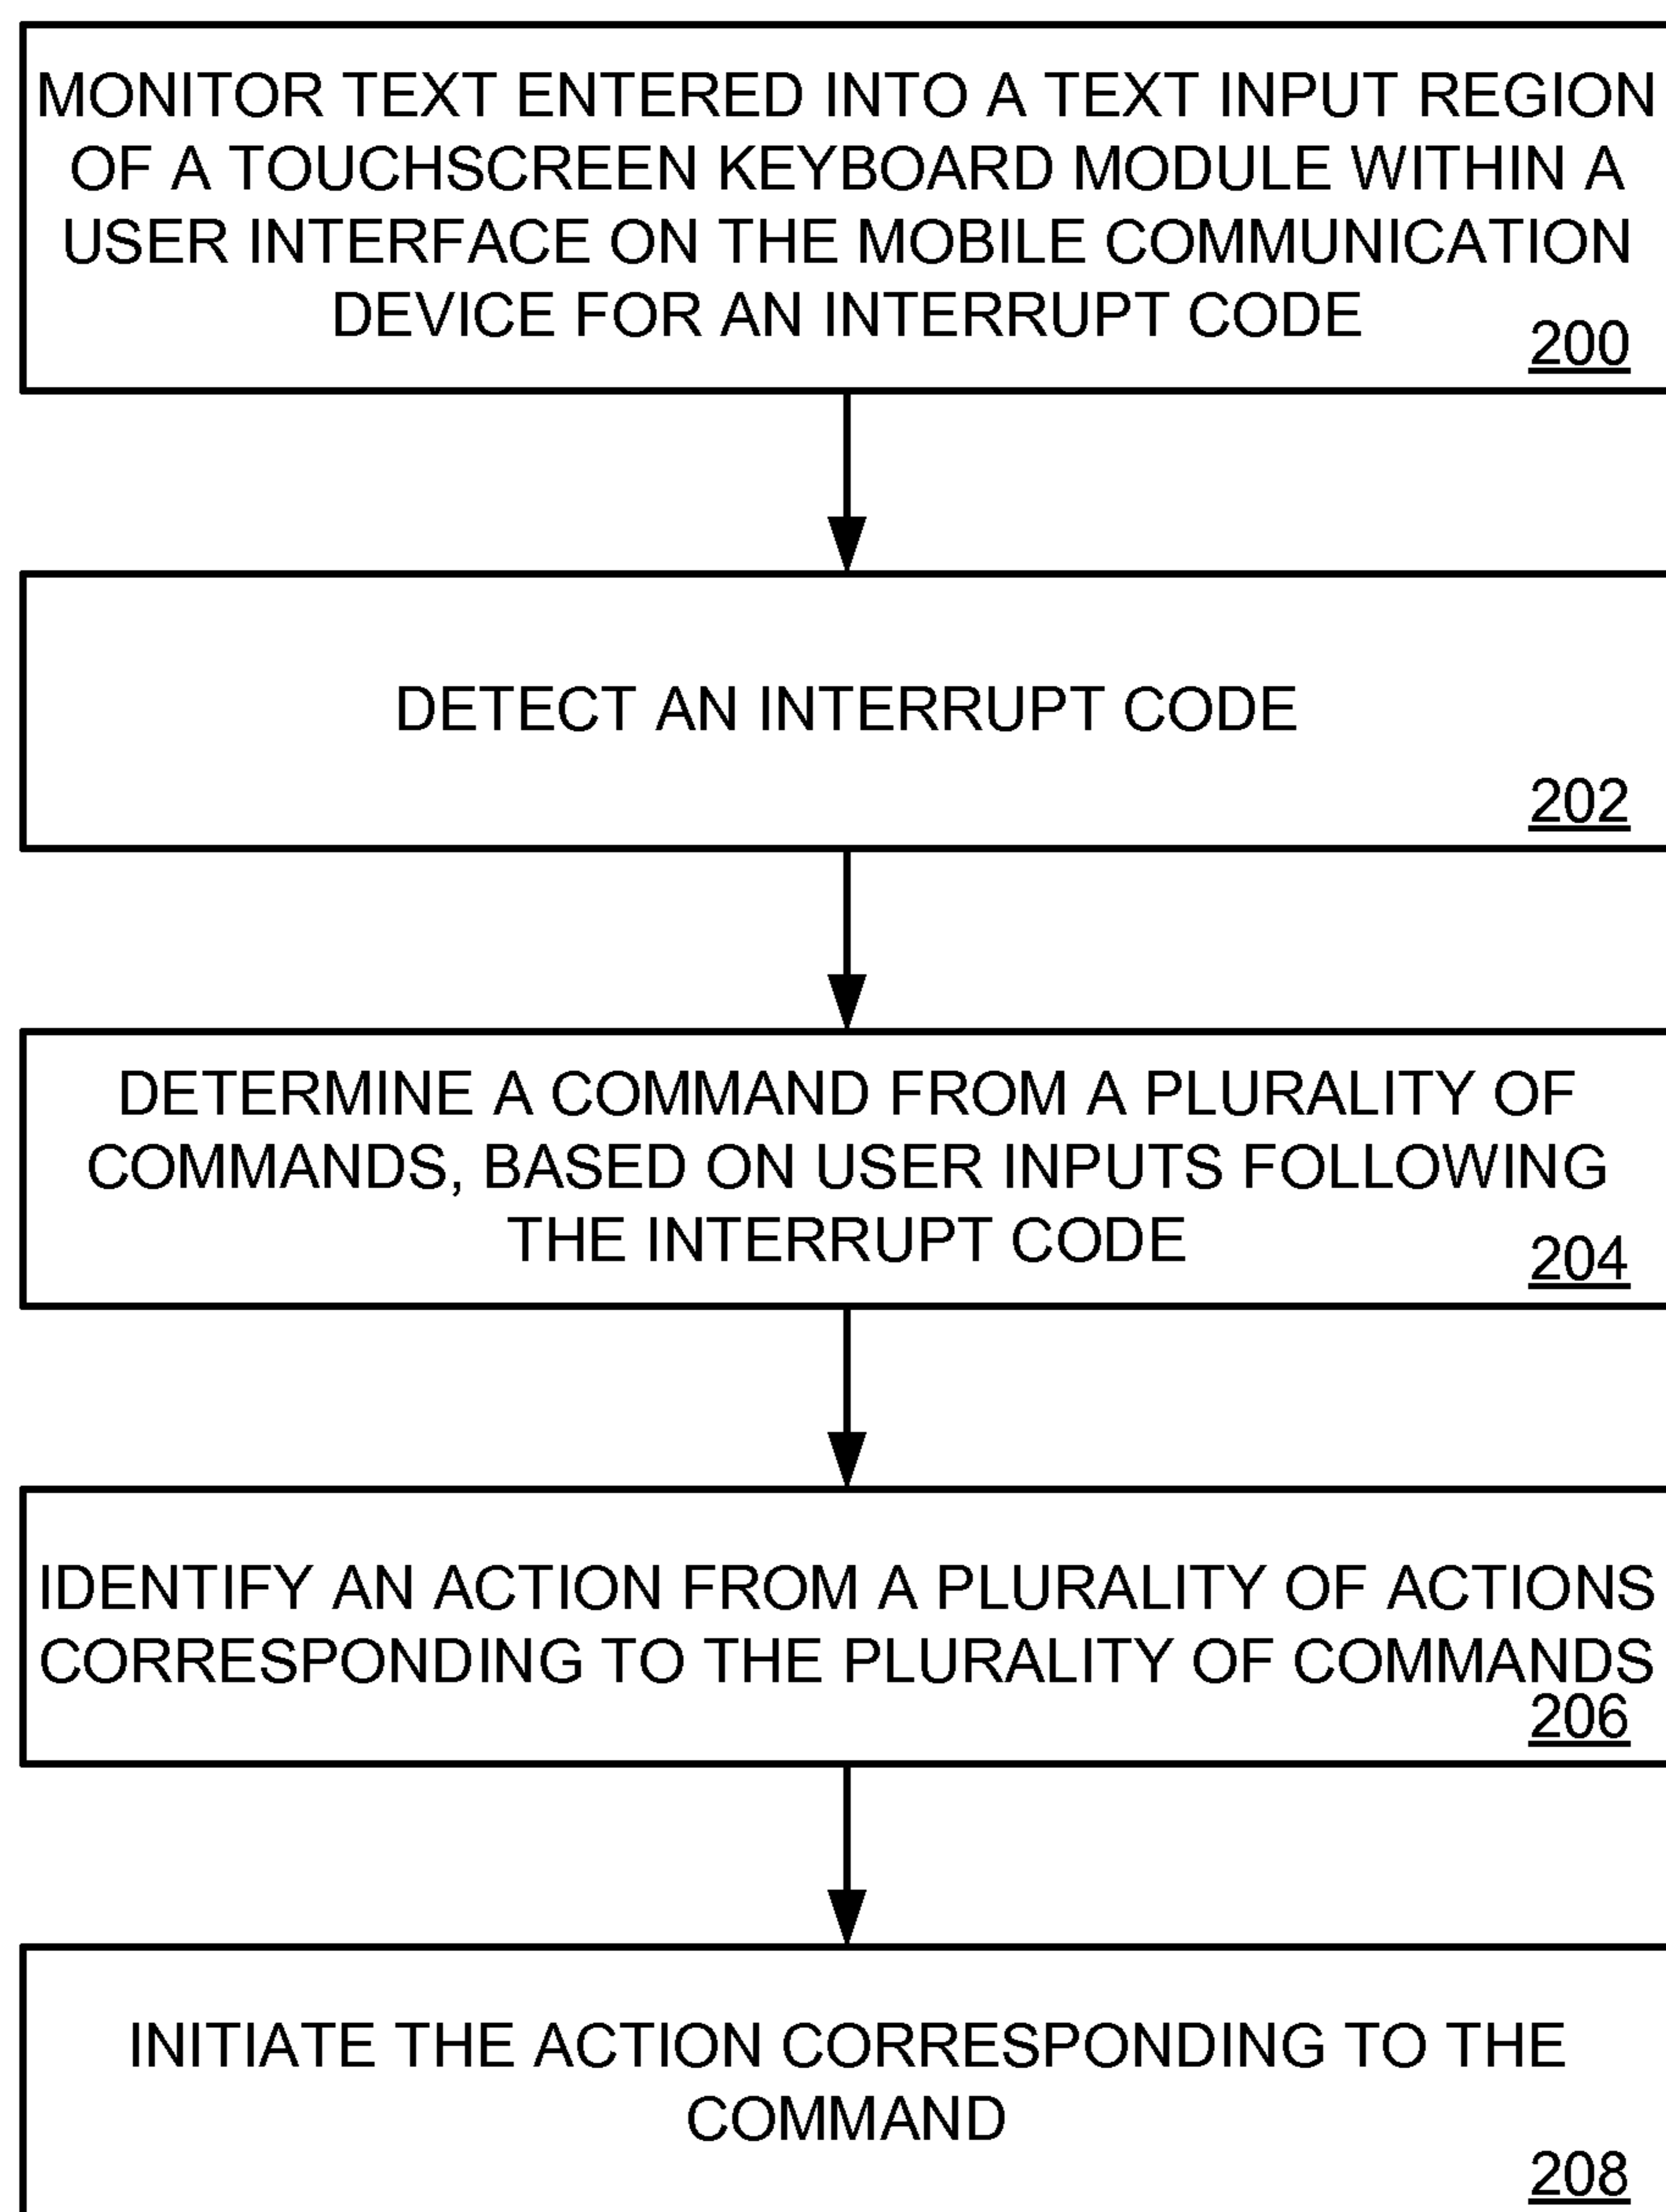 MONITOR TEXT ENTERED INTO A TEXT INPUT REGION
OF A TOUCHSCREEN KEYBOARD MODULE WITHIN A
USER INTERFACE ON THE MOBILE COMMUNICATION
DEVICE FOR AN INTERRUPT CODE
200
DETECT AN INTERRUPT CODE
202
DETERMINE A COMMAND FROM A PLURALITY OF
COMMANDS, BASED ON USER INPUTS FOLLOWING
THE INTERRUPT CODE
204
IDENTIFY AN ACTION FROM A PLURALITY OF ACTIONS
CORRESPONDING TO THE PLURALITY OF COMMANDS
206
INITIATE THE ACTION CORRESPONDING TO THE
COMMAND
208